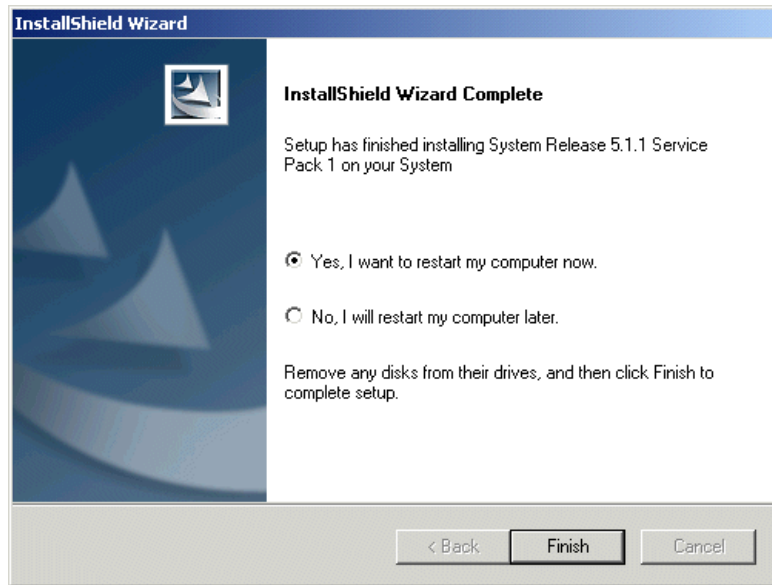 InstallShield Wizard
InstallShield Wizard Complete
Setup has finished installing System Release 5.1.1 Service
Pack 1 on your System
Yes, I want to restart my computer now.
No, I will restart my computer later.
Remove any disks from their drives, and then click Finish to
complete setup.
< Back
Finish
Cancel